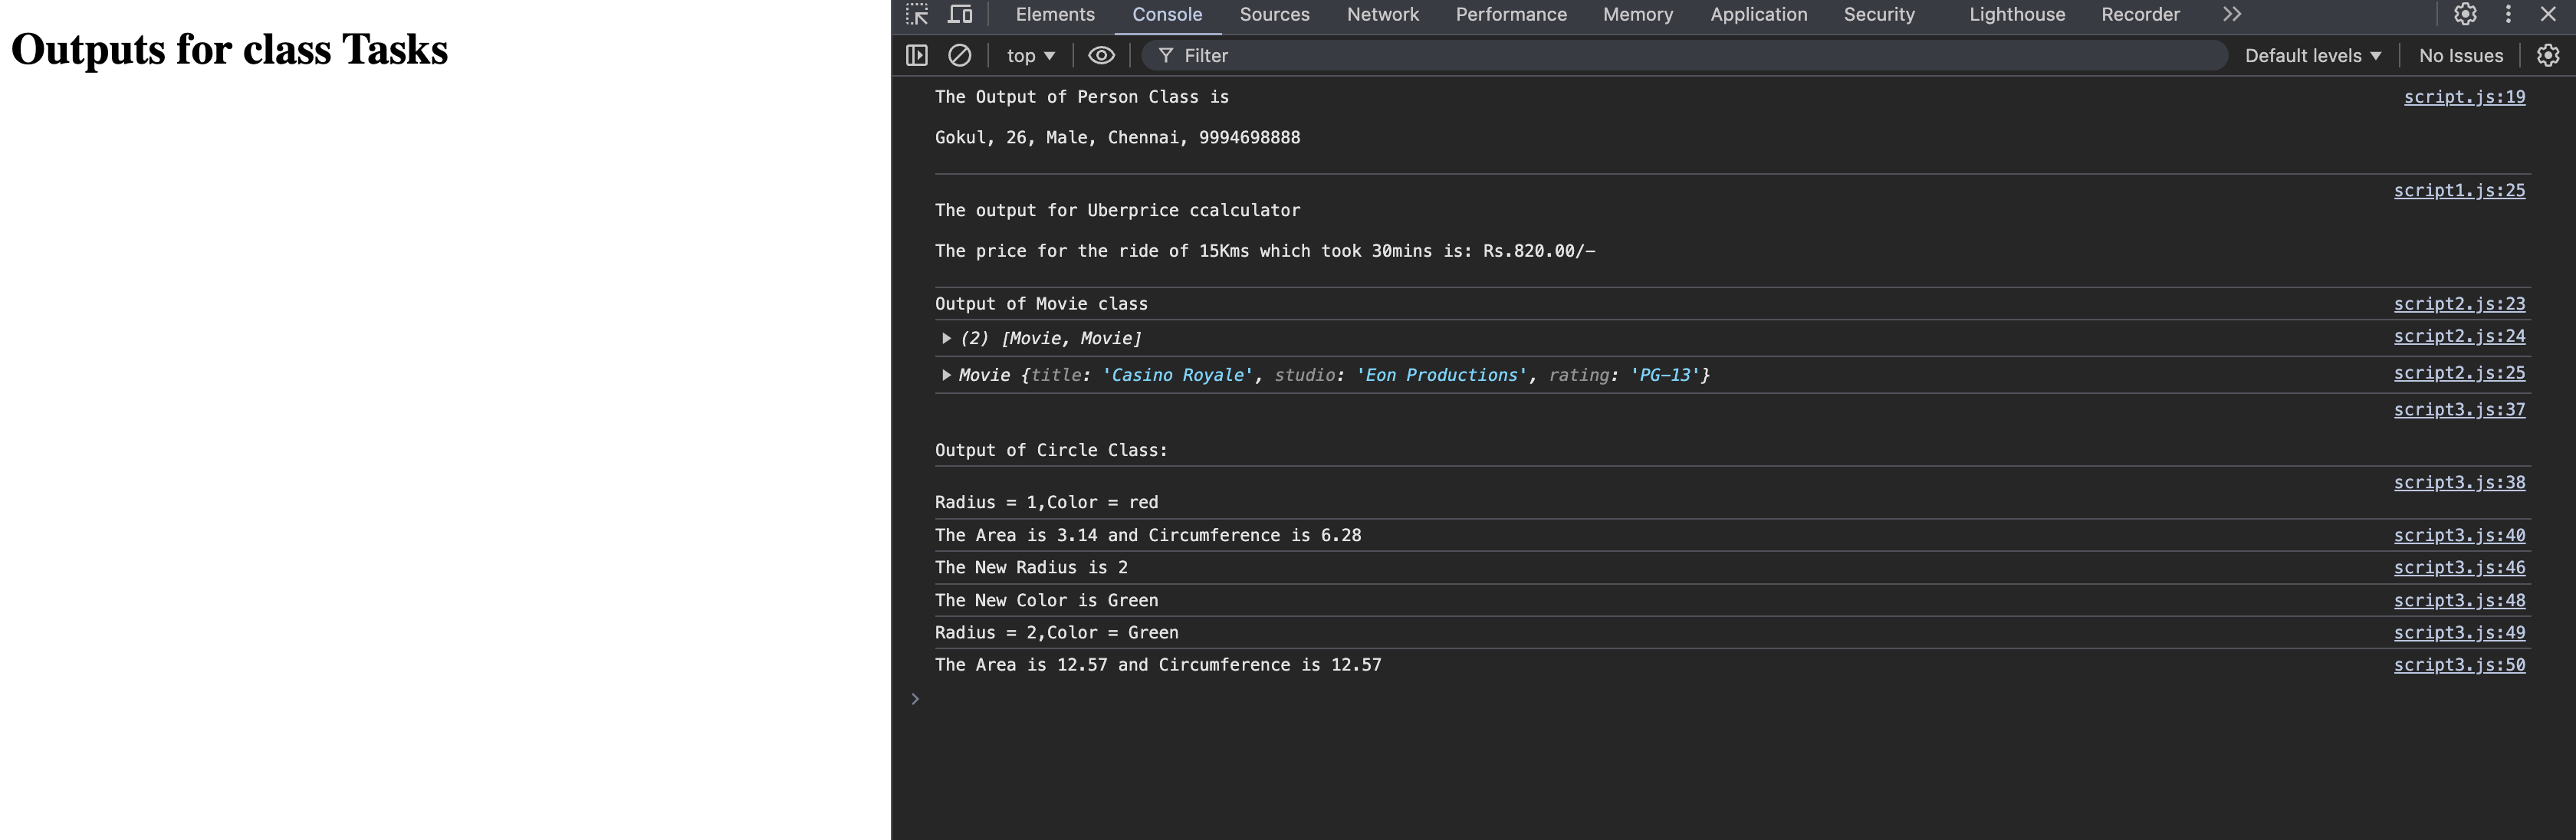 Outputs for class Tasks
Elements Console Sources Network Performance Memory Application Security Lighthouse Recorder
top Filter Default levels No Issues
The Output of Person Class is script.js:19
Gokul, 26, Male, Chennai, 9994698888
script1.js:25
The output for Uberprice ccalculator
The price for the ride of 15Kms which took 30mins is: Rs.820.00/-
Output of Movie class script2.js:23
(2) [Movie, Movie] script2.js:24
Movie {title: 'Casino Royale', studio: 'Eon Productions', rating: 'PG-13'} script2.js:25
script3.js:37
Output of Circle Class:
script3.js:38
Radius = 1,Color = red
The Area is 3.14 and Circumference is 6.28 script3.js:40
The New Radius is 2 script3.js:46
The New Color is Green script3.js:48
Radius = 2,Color = Green script3.js:49
The Area is 12.57 and Circumference is 12.57 script3.js:50